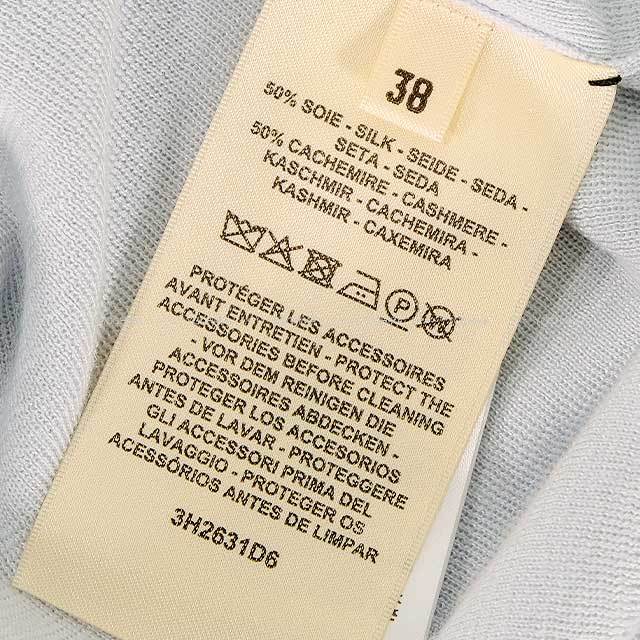 38
50% SOIE - SILK - SEIDE - SEDA -
SETA - SEDA
50% CACHEMIRE - CASHMERE -
KASCHMIR - CACHEMIRA -
KASHMIR - CAXEMIRA
P
PROTÉGER LES ACCESSOIRES
AVANT ENTRETIEN - PROTECT THE
ACCESSORIES BEFORE CLEANING
- VOR DEM REINIGEN DIE
ACCESSOIRES ABDECKEN -
PROTEGER LOS ACCESORIOS
ANTES DE LAVAR - PROTEGGERE
GLI ACCESSORI PRIMA DEL
LAVAGGIO - PROTEGER OS
ACESSÓRIOS ANTES DE LIMPAR
3H2631D6